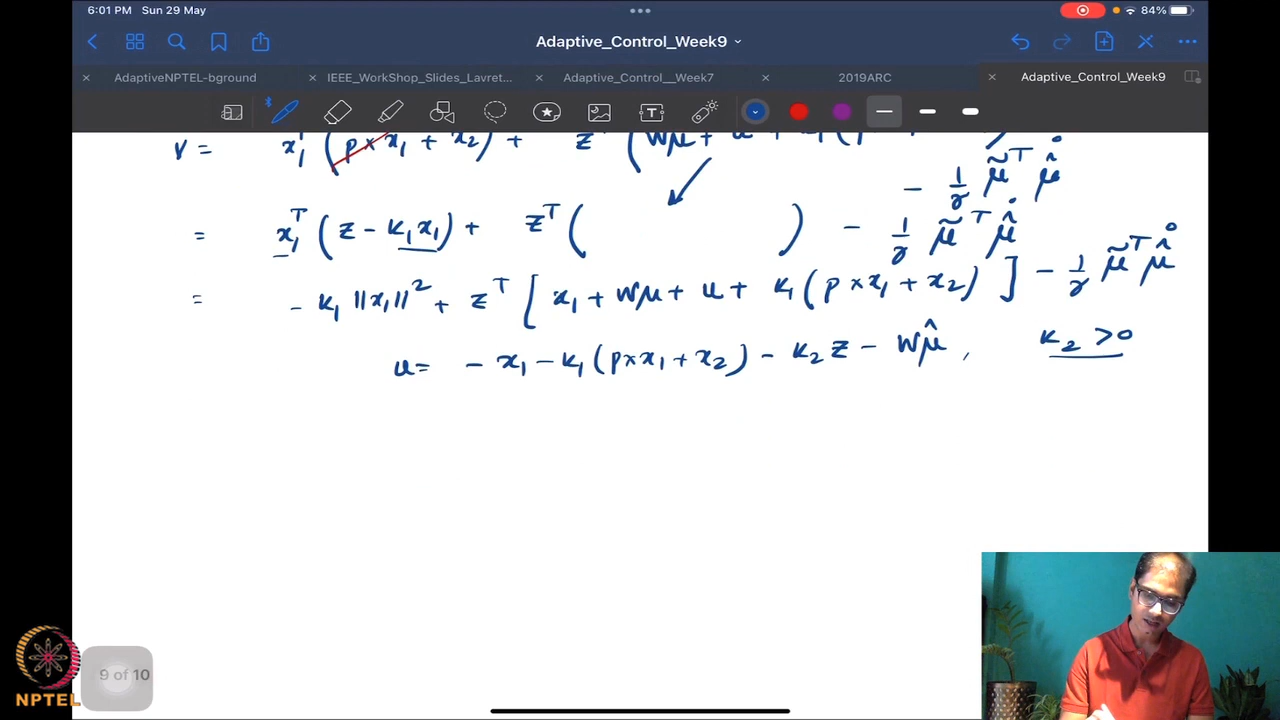 6:01 PM Sun 29 May 84%
Adaptive_Control_Week9
AdaptiveNPTEL-bground IEEE_WorkShop_Slides_Lavret... Adaptive_Control__Week7 2019ARC Adaptive_Control_Week9
V̇ = x₁ᵀ (p × x₁ + x₂) + zᵀ (Wμ + u +
− 1/γ μ̃ᵀ μ̂̇
= x₁ᵀ (z − k₁x₁) + zᵀ ( ) − 1/γ μ̃ᵀ μ̂̇
= − k₁ ||x₁||² + zᵀ [ x₁ + Wμ + u + k₁ (p × x₁ + x₂) ] − 1/γ μ̃ᵀ μ̂̇
u = − x₁ − k₁ (p × x₁ + x₂) − k₂ z − W μ̂ , k₂ > 0
9 of 10
NPTEL